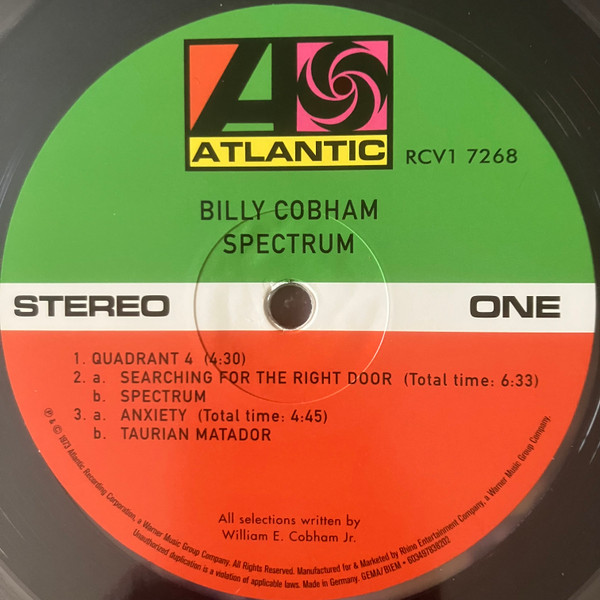 ATLANTIC
RCV1 7268
BILLY COBHAM
SPECTRUM
STEREO
ONE
1. QUADRANT 4 (4:30)
2. a. SEARCHING FOR THE RIGHT DOOR (Total time: 6:33)
b. SPECTRUM
3. a. ANXIETY (Total time: 4:45)
b. TAURIAN MATADOR
All selections written by
William E. Cobham Jr.
℗ & © 1973 Atlantic Recording Corporation, a Warner Music Group Company. All Rights Reserved. Manufactured for & Marketed by Rhino Entertainment Company, a Warner Music Group Company.
Unauthorized duplication is a violation of applicable laws. Made in Germany. GEMA/BIEM • 603497838202